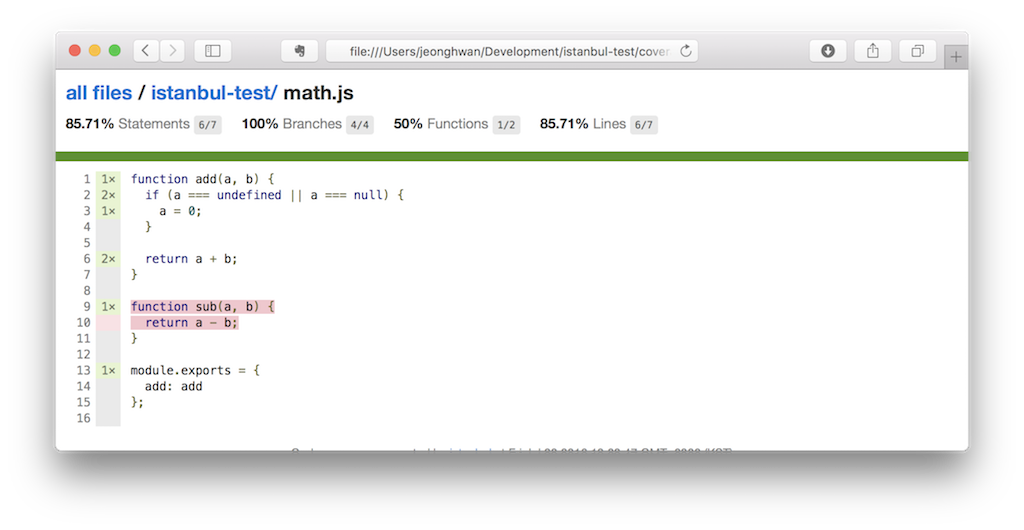 file:///Users/jeonghwan/Development/istanbul-test/cover
all files / istanbul-test/ math.js
85.71% Statements 6/7 100% Branches 4/4 50% Functions 1/2 85.71% Lines 6/7
1 1× function add(a, b) {
2 2× if (a === undefined || a === null) {
3 1× a = 0;
4 }
5
6 2× return a + b;
7 }
8
9 1× function sub(a, b) {
10 return a - b;
11 }
12
13 1× module.exports = {
14 add: add
15 };
16